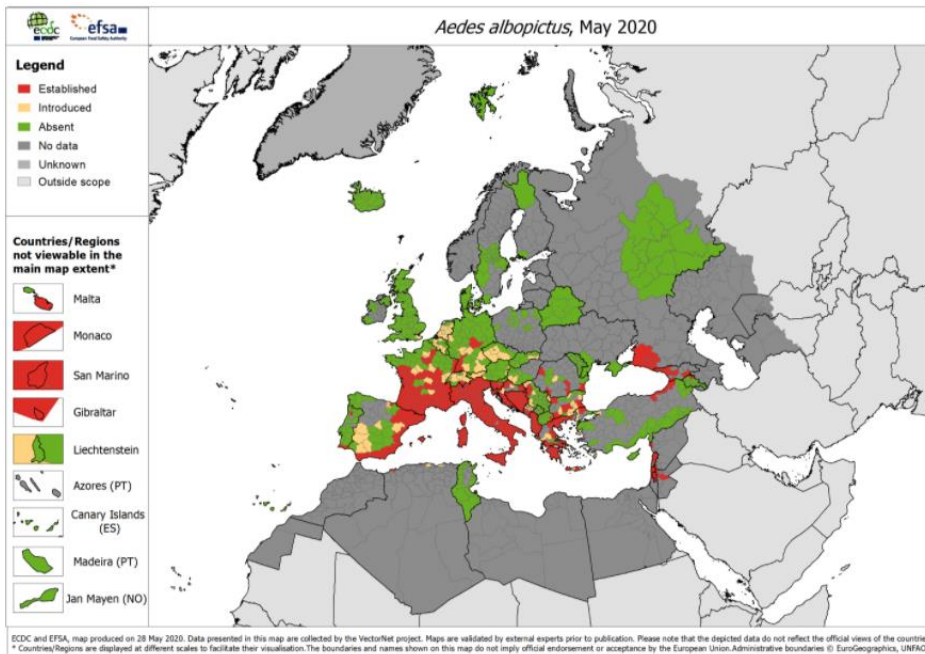 ecdc
efsa
European Food Safety Authority
Aedes albopictus, May 2020
Legend
Established
Introduced
Absent
No data
Unknown
Outside scope
Countries/Regions
not viewable in the
main map extent*
Malta
Monaco
San Marino
Gibraltar
Liechtenstein
Azores (PT)
Canary Islands
(ES)
Madeira (PT)
Jan Mayen (NO)
ECDC and EFSA, map produced on 28 May 2020. Data presented in this map are collected by the VectorNet project. Maps are validated by external experts prior to publication. Please note that the depicted data do not reflect the official views of the countrie
* Countries/Regions are displayed at different scales to facilitate their visualisation.The boundaries and names shown on this map do not imply official endorsement or acceptance by the European Union.Administrative boundaries © EuroGeographics, UNFAO